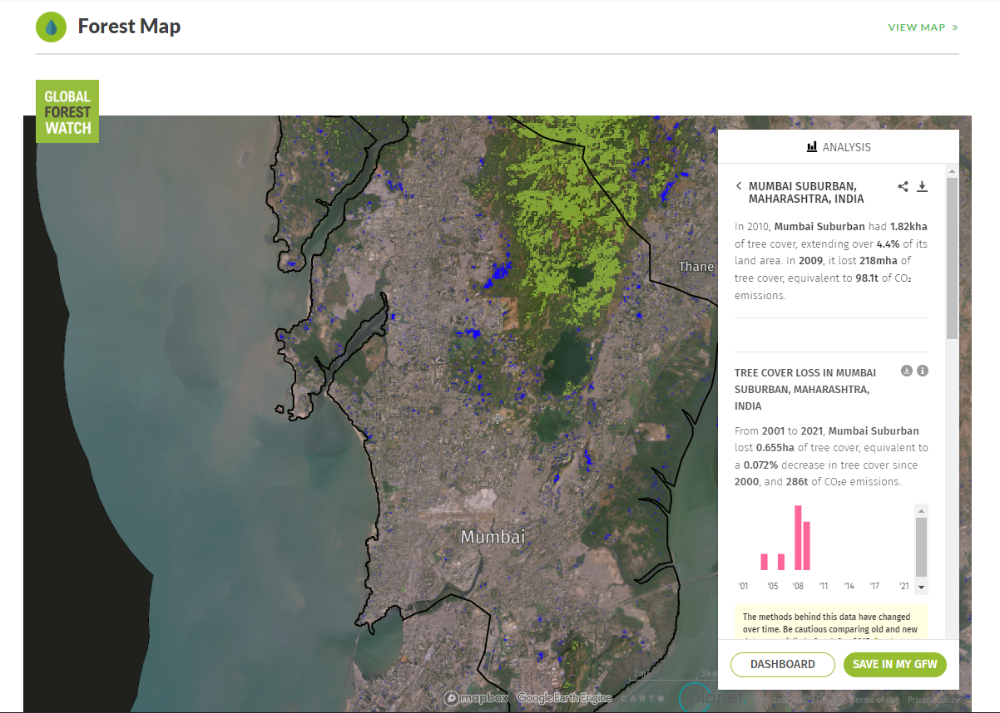 Forest Map
VIEW MAP »
GLOBAL
FOREST
WATCH
ANALYSIS
MUMBAI SUBURBAN,
MAHARASHTRA, INDIA
In 2010, Mumbai Suburban had 1.82kha
of tree cover, extending over 4.4% of its
land area. In 2009, it lost 218mha of
tree cover, equivalent to 98.1t of CO₂
emissions.
TREE COVER LOSS IN MUMBAI
SUBURBAN, MAHARASHTRA,
INDIA
From 2001 to 2021, Mumbai Suburban
lost 0.655ha of tree cover, equivalent to
a 0.072% decrease in tree cover since
2000, and 286t of CO₂e emissions.
'01 '05 '08 '11 '14 '17 '21
The methods behind this data have changed
over time. Be cautious comparing old and new
DASHBOARD
SAVE IN MY GFW
Thane
Mumbai
2mi
3km
mapbox
Google Earth Engine
CARTO
planet
Terms of use
Privacy policy